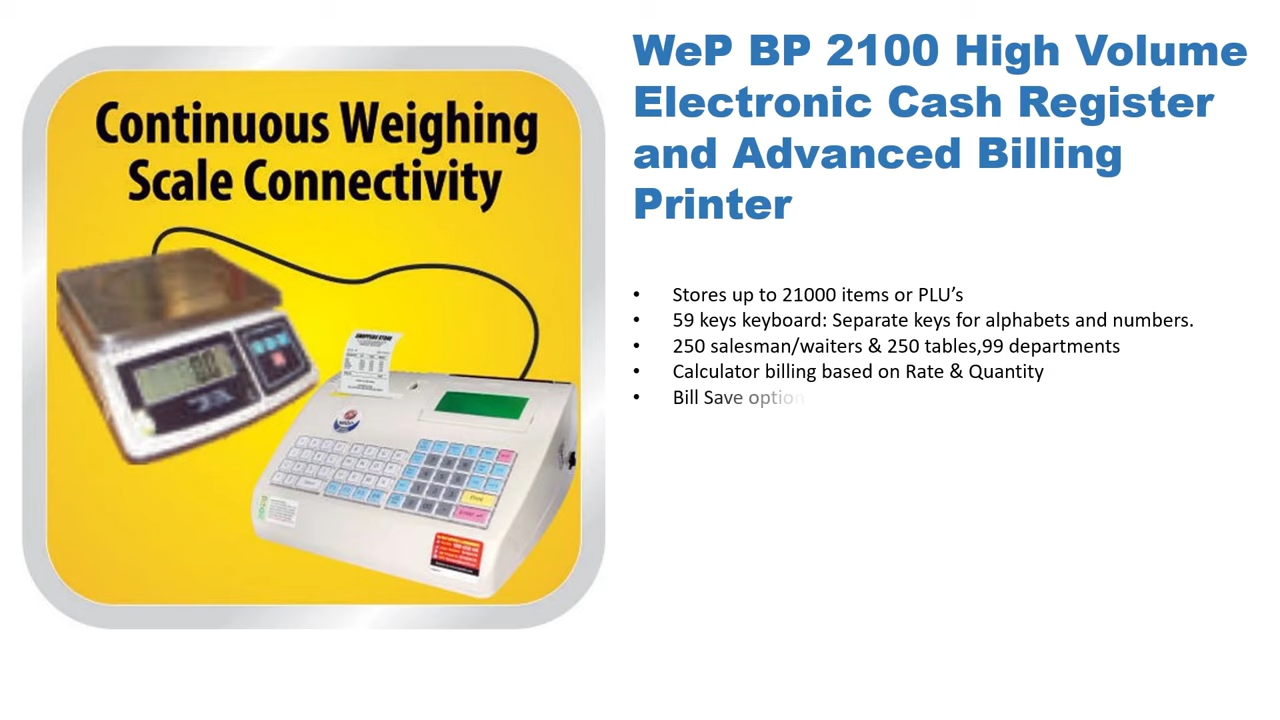 Continuous Weighing
Scale Connectivity
WeP BP 2100 High Volume
Electronic Cash Register
and Advanced Billing
Printer
• Stores up to 21000 items or PLU’s
• 59 keys keyboard: Separate keys for alphabets and numbers.
• 250 salesman/waiters & 250 tables,99 departments
• Calculator billing based on Rate & Quantity
• Bill Save option